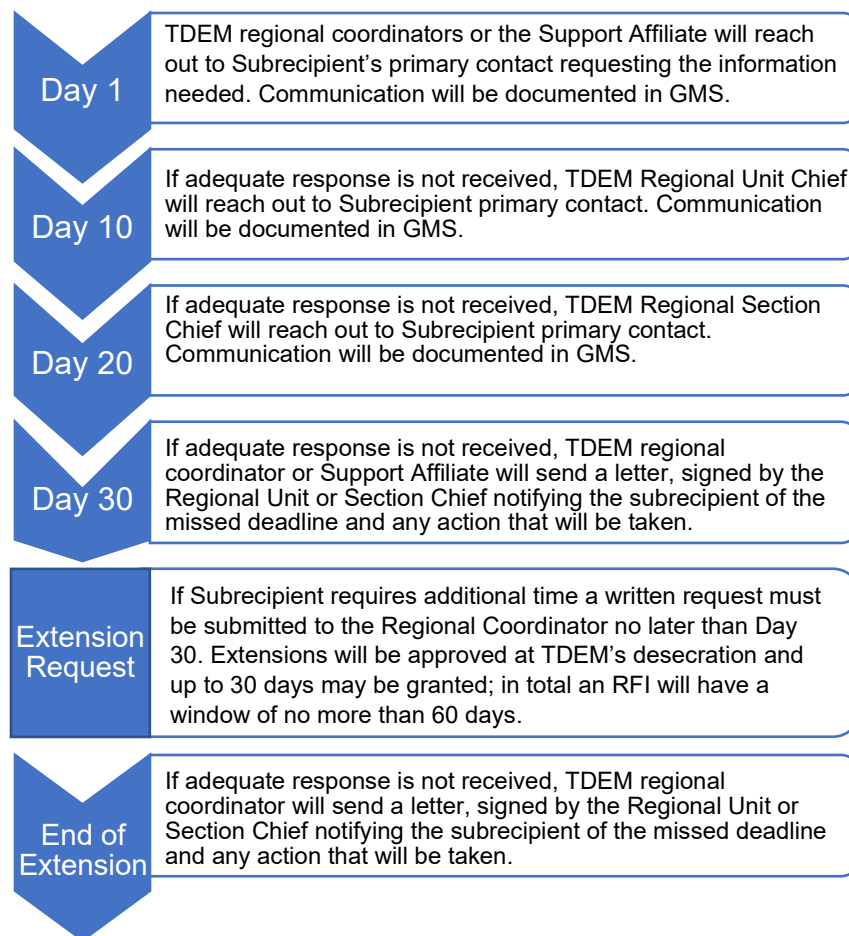 Day 1
TDEM regional coordinators or the Support Affiliate will reach
out to Subrecipient’s primary contact requesting the information
needed. Communication will be documented in GMS.
Day 10
If adequate response is not received, TDEM Regional Unit Chief
will reach out to Subrecipient primary contact. Communication
will be documented in GMS.
Day 20
If adequate response is not received, TDEM Regional Section
Chief will reach out to Subrecipient primary contact.
Communication will be documented in GMS.
Day 30
If adequate response is not received, TDEM regional
coordinator or Support Affiliate will send a letter, signed by the
Regional Unit or Section Chief notifying the subrecipient of the
missed deadline and any action that will be taken.
Extension
Request
If Subrecipient requires additional time a written request must
be submitted to the Regional Coordinator no later than Day
30. Extensions will be approved at TDEM’s desecration and
up to 30 days may be granted; in total an RFI will have a
window of no more than 60 days.
End of
Extension
If adequate response is not received, TDEM regional
coordinator will send a letter, signed by the Regional Unit or
Section Chief notifying the subrecipient of the missed deadline
and any action that will be taken.